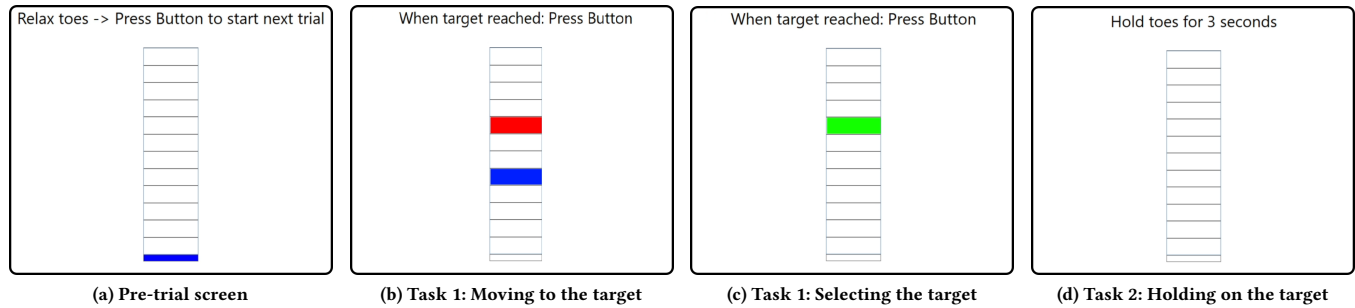 Relax toes -> Press Button to start next trial
When target reached: Press Button
When target reached: Press Button
Hold toes for 3 seconds
(a) Pre-trial screen
(b) Task 1: Moving to the target
(c) Task 1: Selecting the target
(d) Task 2: Holding on the target